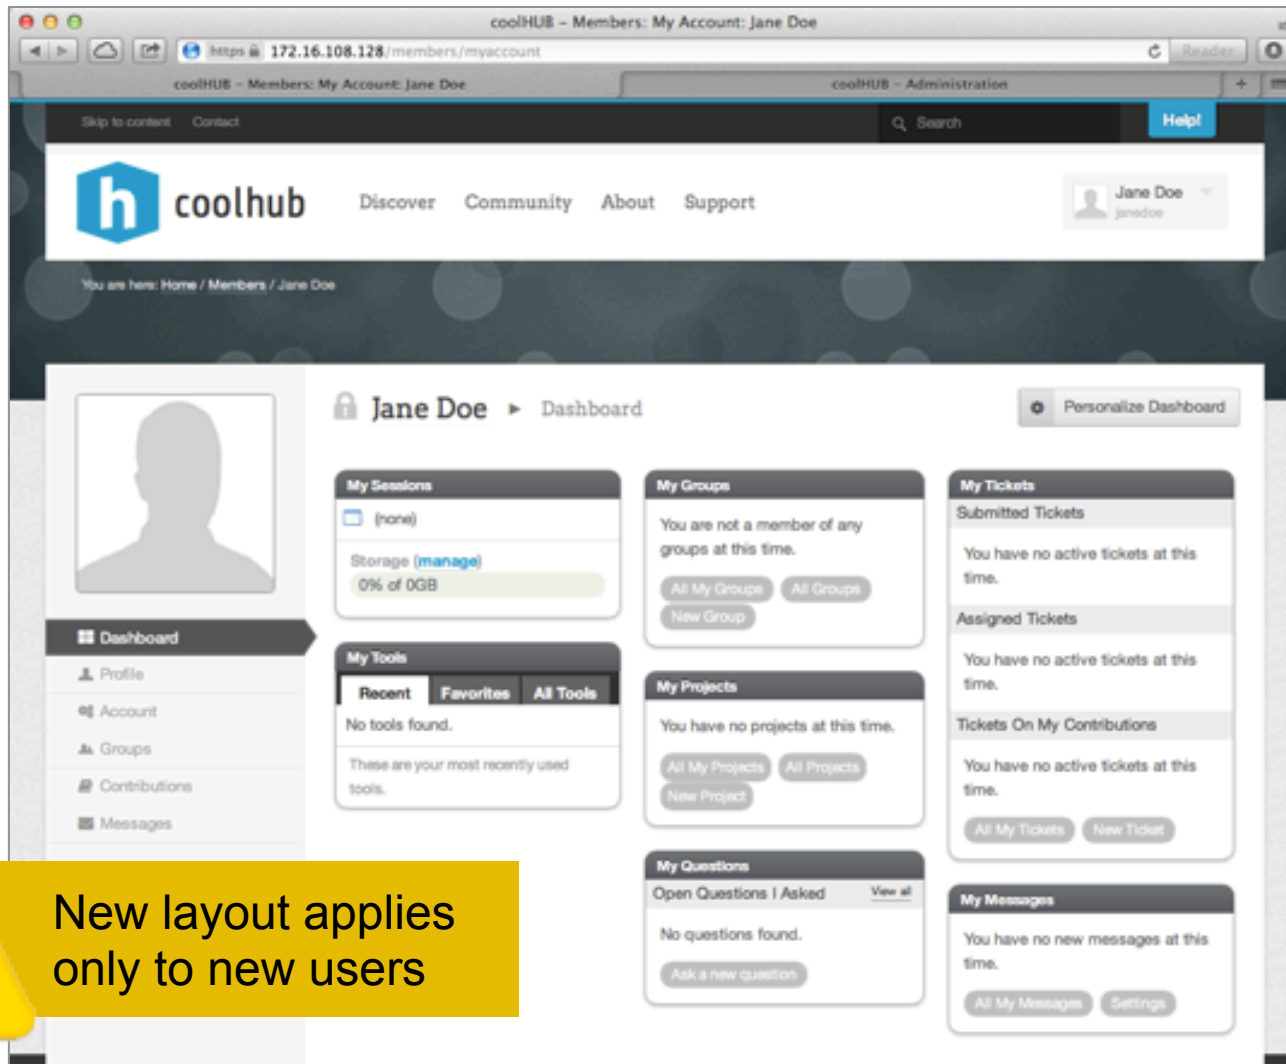 coolHUB – Members: My Account: Jane Doe
https 172.16.108.128/members/myaccount
Reader
coolHUB – Members: My Account: Jane Doe
coolHUB – Administration
Skip to content Contact
Search
Help!
h coolhub
Discover Community About Support
Jane Doe
janedoe
You are here: Home / Members / Jane Doe
Jane Doe ► Dashboard
Personalize Dashboard
Dashboard
Profile
Account
Groups
Contributions
Messages
My Sessions
(none)
Storage (manage)
0% of 0GB
My Tools
Recent Favorites All Tools
No tools found.
These are your most recently used
tools.
My Groups
You are not a member of any
groups at this time.
All My Groups All Groups
New Group
My Projects
You have no projects at this time.
All My Projects All Projects
New Project
My Questions
Open Questions I Asked View all
No questions found.
Ask a new question
My Tickets
Submitted Tickets
You have no active tickets at this
time.
Assigned Tickets
You have no active tickets at this
time.
Tickets On My Contributions
You have no active tickets at this
time.
All My Tickets New Ticket
My Messages
You have no new messages at this
time.
All My Messages Settings
New layout applies
only to new users